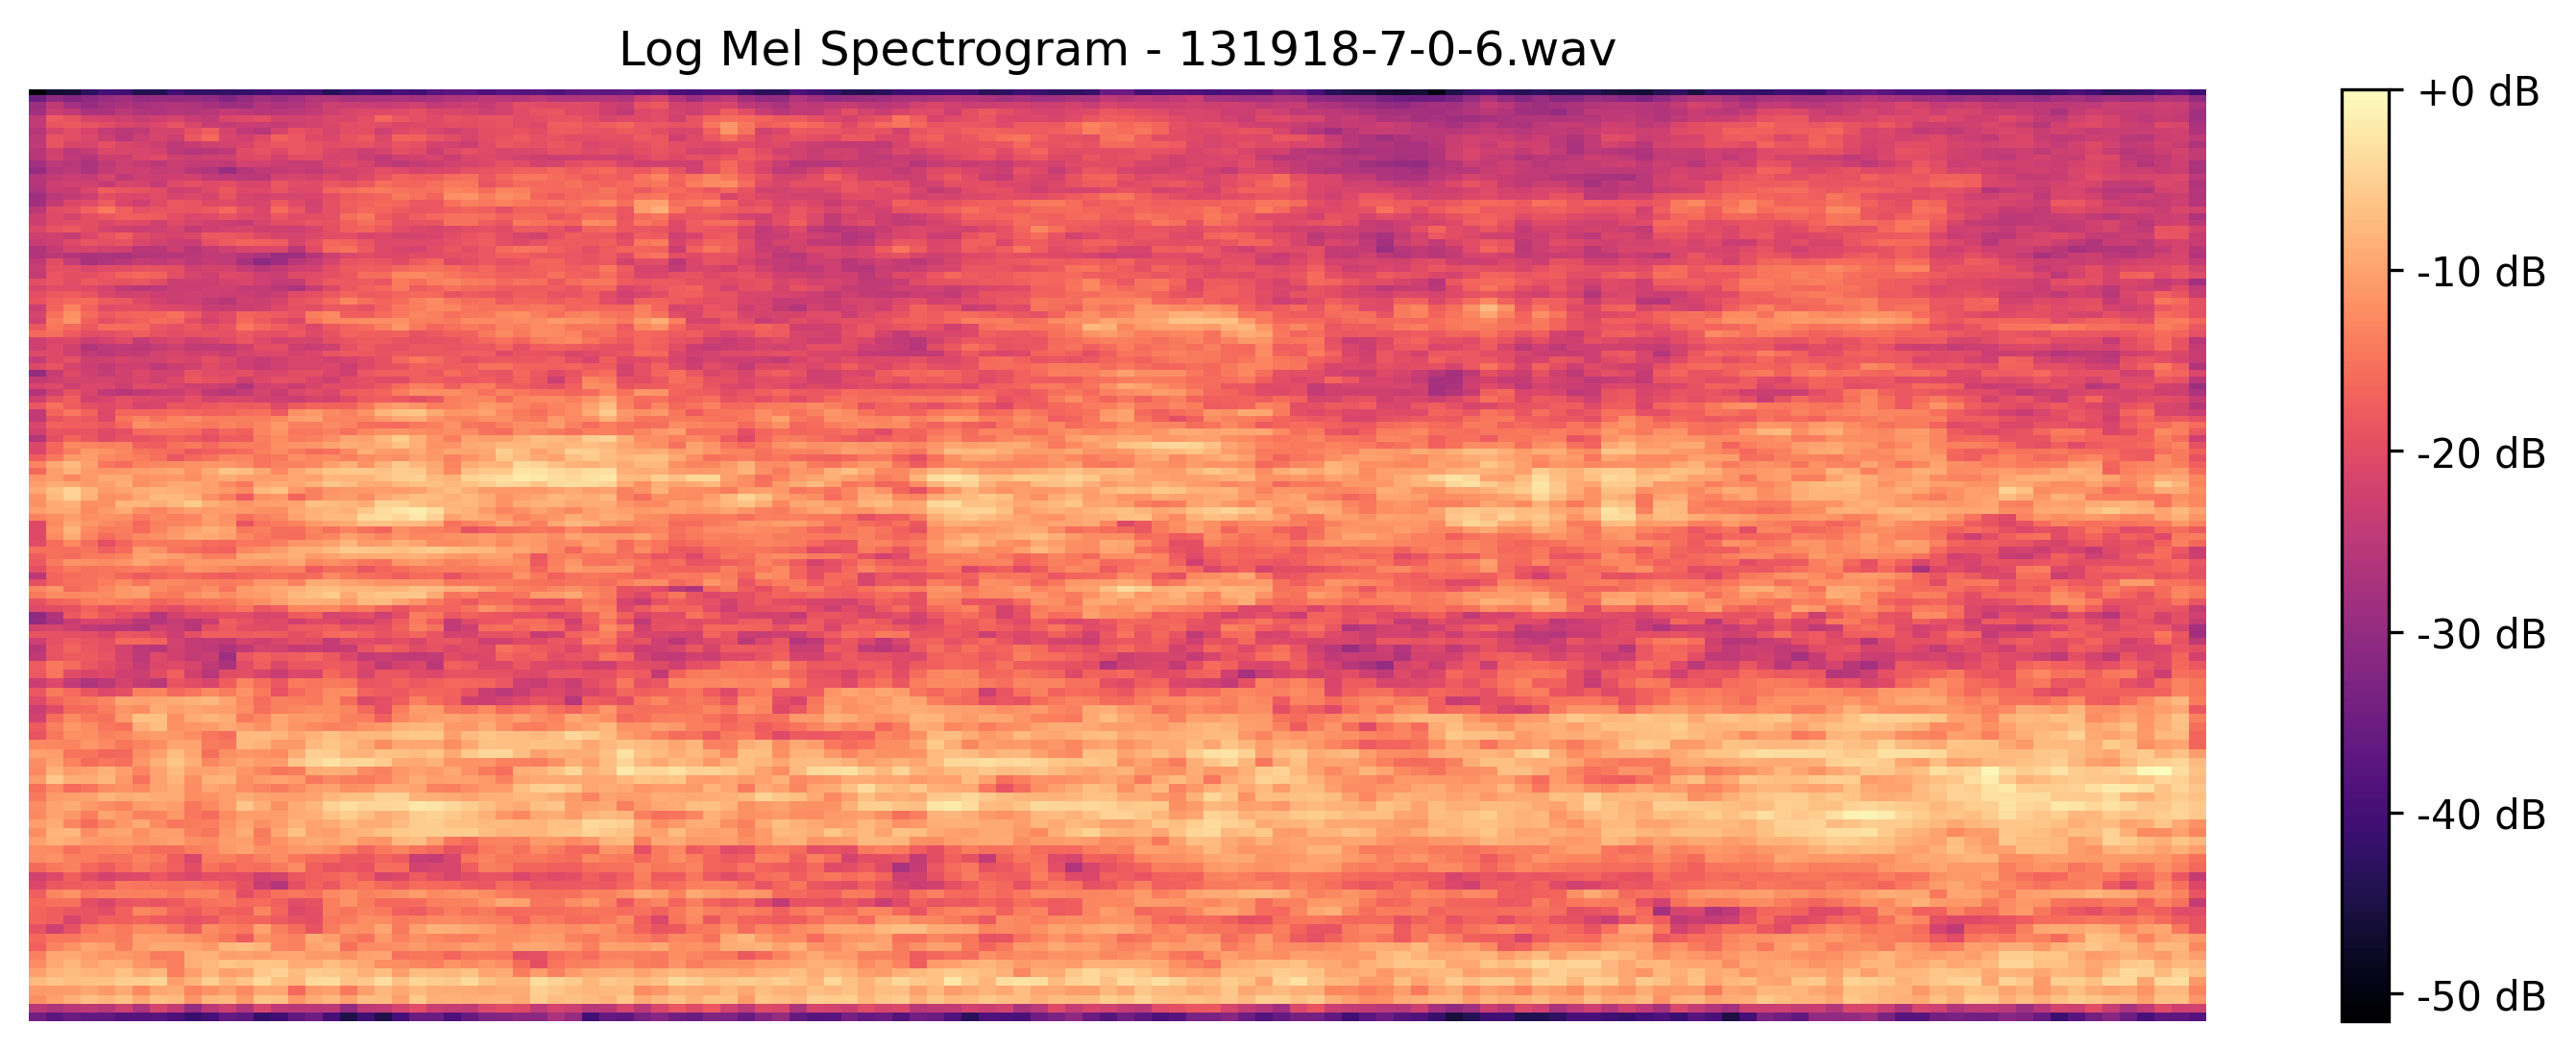 Log Mel Spectrogram - 131918-7-0-6.wav
+0 dB
-10 dB
-20 dB
-30 dB
-40 dB
-50 dB